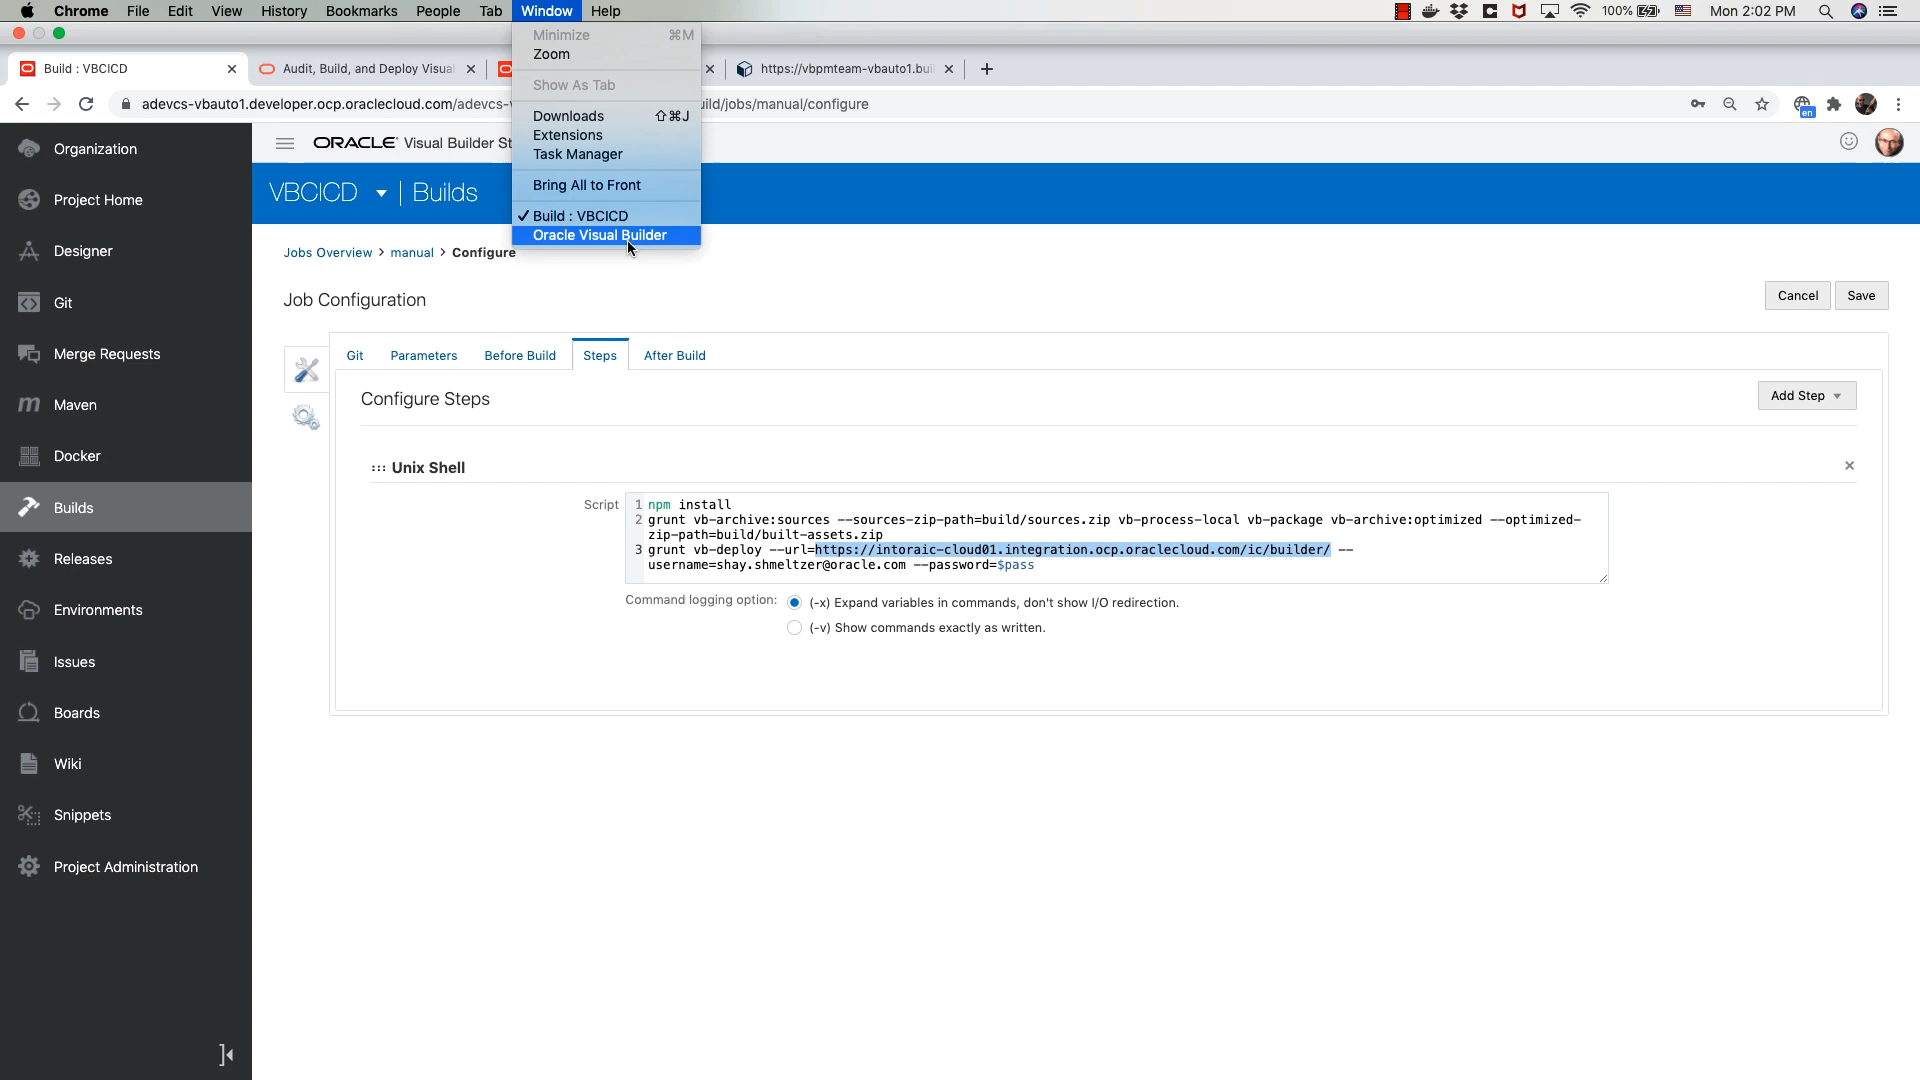 Chrome File Edit View History Bookmarks People Tab Window Help
100% Mon 2:02 PM
Minimize ⌘M
Zoom
Show As Tab
Downloads ⇧⌘J
Extensions
Task Manager
Bring All to Front
✓ Build : VBCICD
Oracle Visual Builder
Build : VBCICD
Audit, Build, and Deploy Visual
https://vbpmteam-vbauto1.buil
adevcs-vbauto1.developer.ocp.oraclecloud.com/adevcs-v
ild/jobs/manual/configure
en
Organization
Project Home
Designer
Git
Merge Requests
Maven
Docker
Builds
Releases
Environments
Issues
Boards
Wiki
Snippets
Project Administration
ORACLE® Visual Builder St
VBCICD | Builds
Jobs Overview > manual > Configure
Job Configuration
Cancel Save
Git Parameters Before Build Steps After Build
Configure Steps
Add Step
Unix Shell
Script
1 npm install
2 grunt vb-archive:sources --sources-zip-path=build/sources.zip vb-process-local vb-package vb-archive:optimized --optimized-
zip-path=build/built-assets.zip
3 grunt vb-deploy --url=https://intoraic-cloud01.integration.ocp.oraclecloud.com/ic/builder/ --
username=shay.shmeltzer@oracle.com --password=$pass
Command logging option: (-x) Expand variables in commands, don't show I/O redirection.
(-v) Show commands exactly as written.